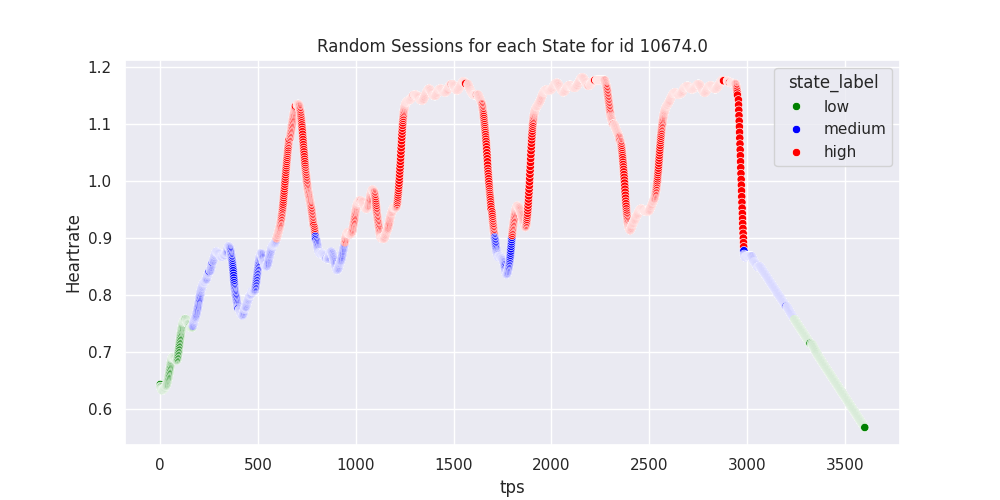 Random Sessions for each State for id 10674.0
Heartrate
1.2
1.1
1.0
0.9
0.8
0.7
0.6
state_label
low
medium
high
0 500 1000 1500 2000 2500 3000 3500
tps